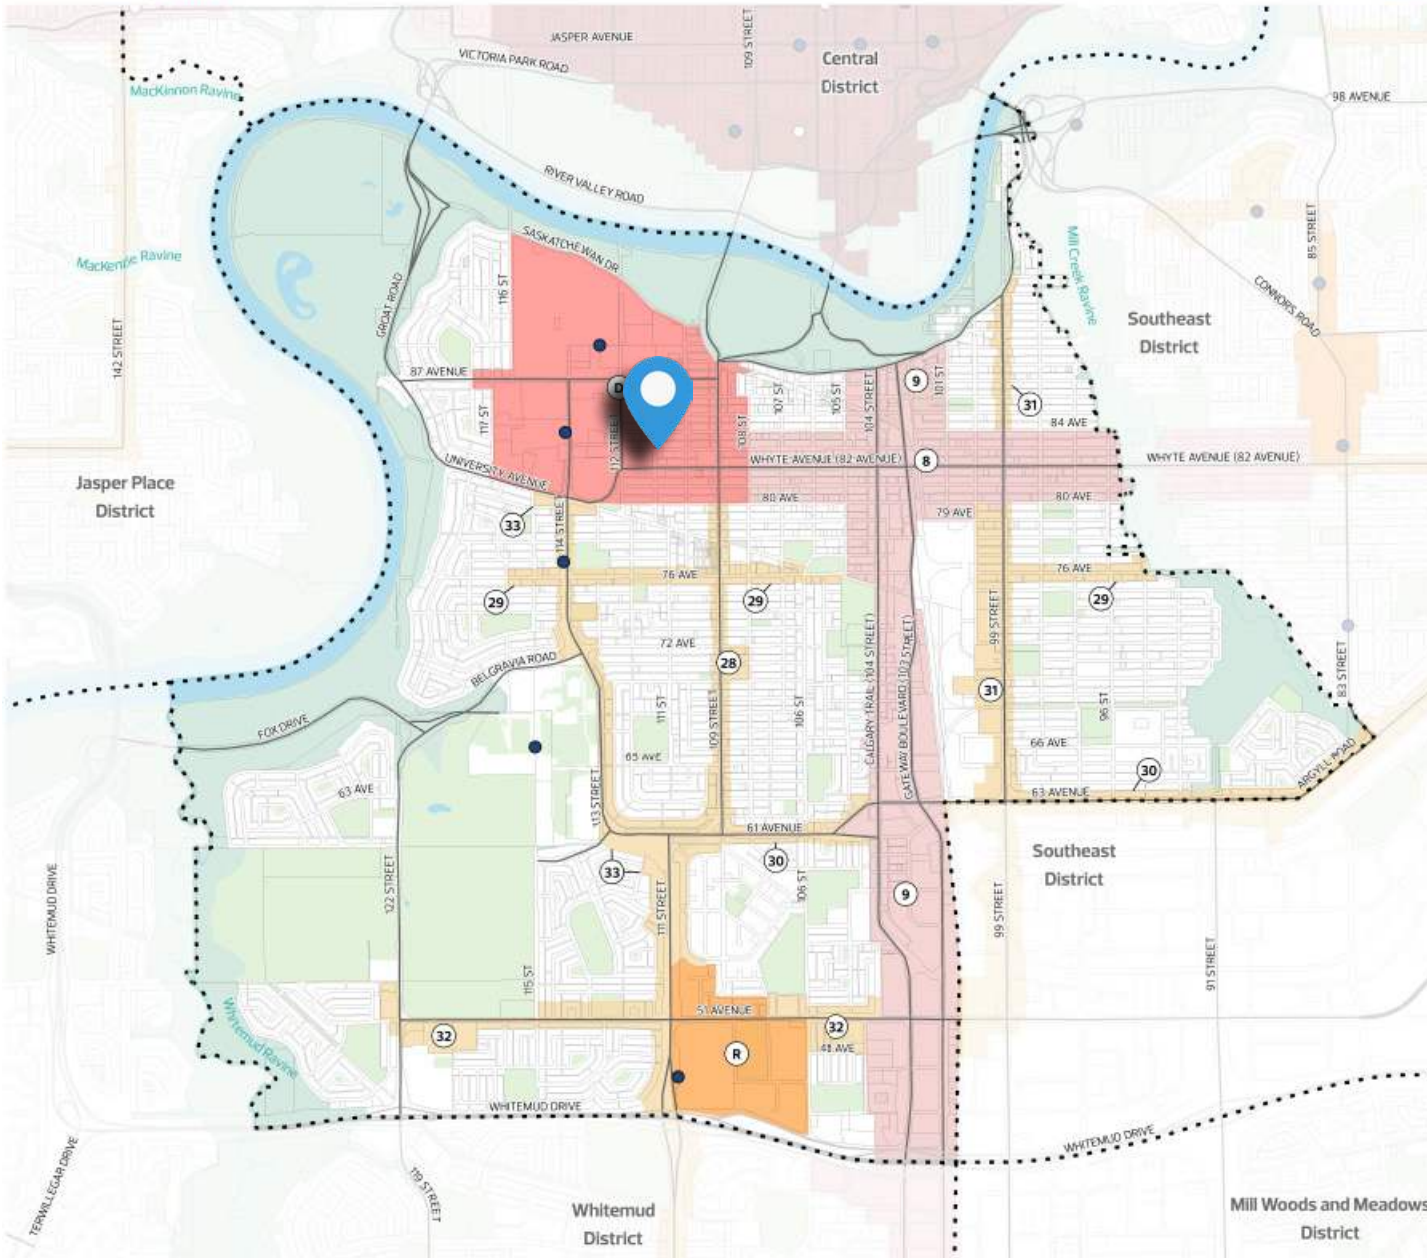 JASPER AVENUE
109 STREET
VICTORIA PARK ROAD
Central
District
MacKinnon Ravine
98 AVENUE
RIVER VALLEY ROAD
85 STREET
SASKATCHEWAN DR
Mill Creek Ravine
MacKenzie Ravine
116 ST
GROAT ROAD
CONNORS ROAD
Southeast
District
142 STREET
87 AVENUE
D
9
101 ST
107 ST
105 ST
104 STREET
31
117 ST
112 STREET
108 ST
84 AVE
WHYTE AVENUE (82 AVENUE)
8
WHYTE AVENUE (82 AVENUE)
UNIVERSITY AVENUE
Jasper Place
District
80 AVE
80 AVE
79 AVE
33
114 STREET
76 AVE
76 AVE
29
29
29
99 STREET
72 AVE
BELGRAVIA ROAD
28
CALGARY TRAIL (104 STREET)
GATEWAY BOULEVARD (103 STREET)
83 STREET
31
111 ST
109 STREET
106 ST
96 ST
FOX DRIVE
65 AVE
66 AVE
ARGYLL ROAD
30
63 AVE
63 AVENUE
113 STREET
61 AVENUE
30
33
Southeast
District
WHITEMUD DRIVE
122 STREET
111 STREET
106 ST
9
99 STREET
91 STREET
115 ST
51 AVENUE
Whitemud Ravine
32
32
48 AVE
R
WHITEMUD DRIVE
WHITEMUD DRIVE
TERWILLEGAR DRIVE
119 STREET
Whitemud
District
Mill Woods and Meadows
District